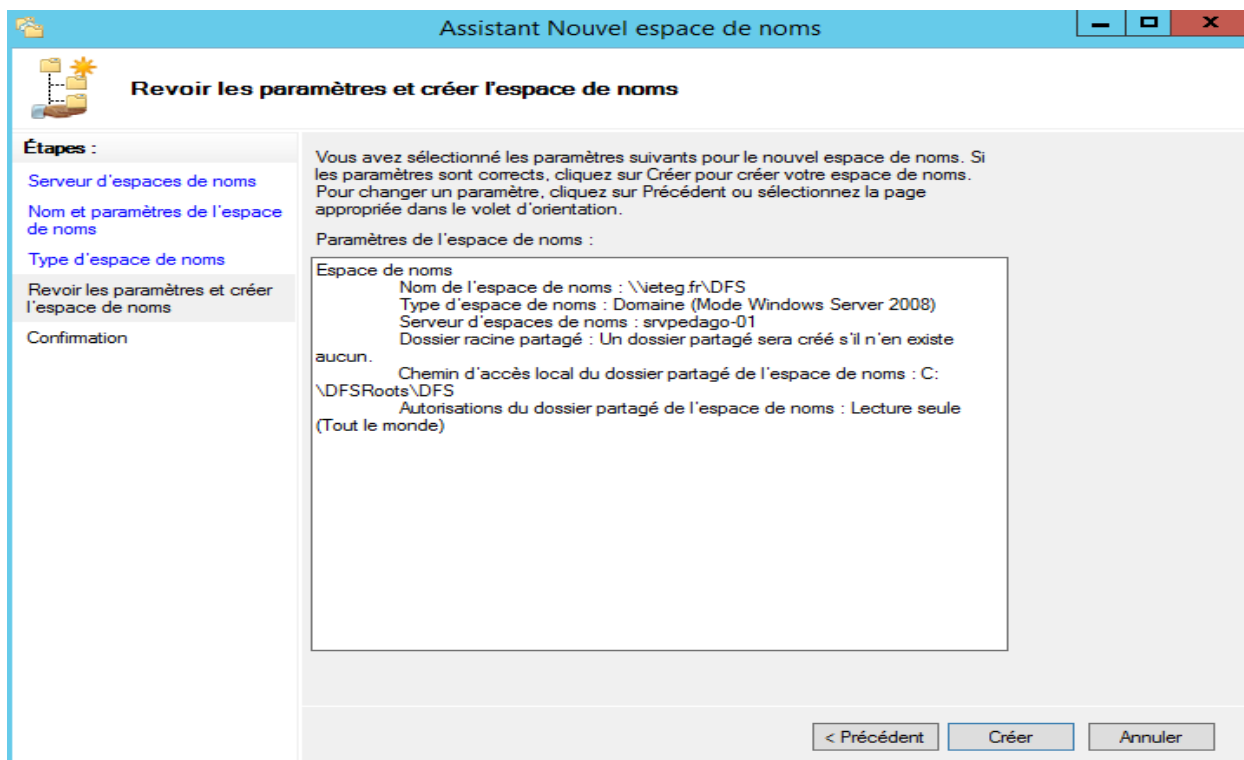 Assistant Nouvel espace de noms
Revoir les paramètres et créer l'espace de noms
Étapes :
Serveur d'espaces de noms
Nom et paramètres de l'espace
de noms
Type d'espace de noms
Revoir les paramètres et créer
l'espace de noms
Confirmation
Vous avez sélectionné les paramètres suivants pour le nouvel espace de noms. Si
les paramètres sont corrects, cliquez sur Créer pour créer votre espace de noms.
Pour changer un paramètre, cliquez sur Précédent ou sélectionnez la page
appropriée dans le volet d'orientation.
Paramètres de l'espace de noms :
Espace de noms
Nom de l'espace de noms : \\ieteg.fr\DFS
Type d'espace de noms : Domaine (Mode Windows Server 2008)
Serveur d'espaces de noms : srvpedago-01
Dossier racine partagé : Un dossier partagé sera créé s'il n'en existe
aucun.
Chemin d'accès local du dossier partagé de l'espace de noms : C:
\DFSRoots\DFS
Autorisations du dossier partagé de l'espace de noms : Lecture seule
(Tout le monde)
< Précédent
Créer
Annuler